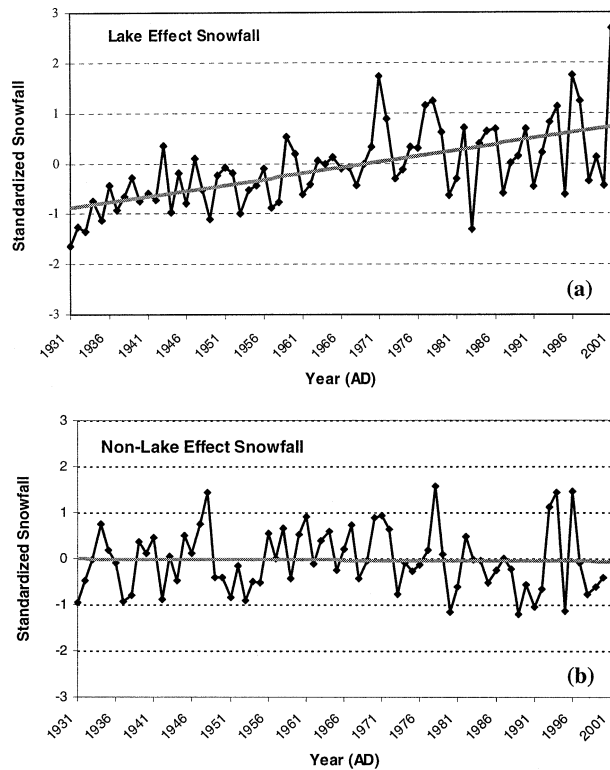 Lake Effect Snowfall
Standardized Snowfall
3
2
1
0
-1
-2
-3
(a)
1931 1936 1941 1946 1951 1956 1961 1966 1971 1976 1981 1986 1991 1996 2001
Year (AD)
Non-Lake Effect Snowfall
Standardized Snowfall
3
2
1
0
-1
-2
-3
(b)
1931 1936 1941 1946 1951 1956 1961 1966 1971 1976 1981 1986 1991 1996 2001
Year (AD)